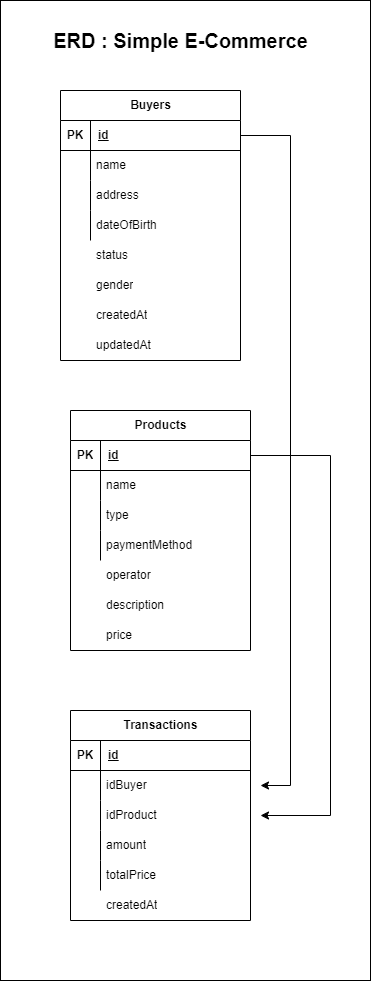 ERD : Simple E-Commerce
Buyers
PK id
name
address
dateOfBirth
status
gender
createdAt
updatedAt
Products
PK id
name
type
paymentMethod
operator
description
price
Transactions
PK id
idBuyer
idProduct
amount
totalPrice
createdAt